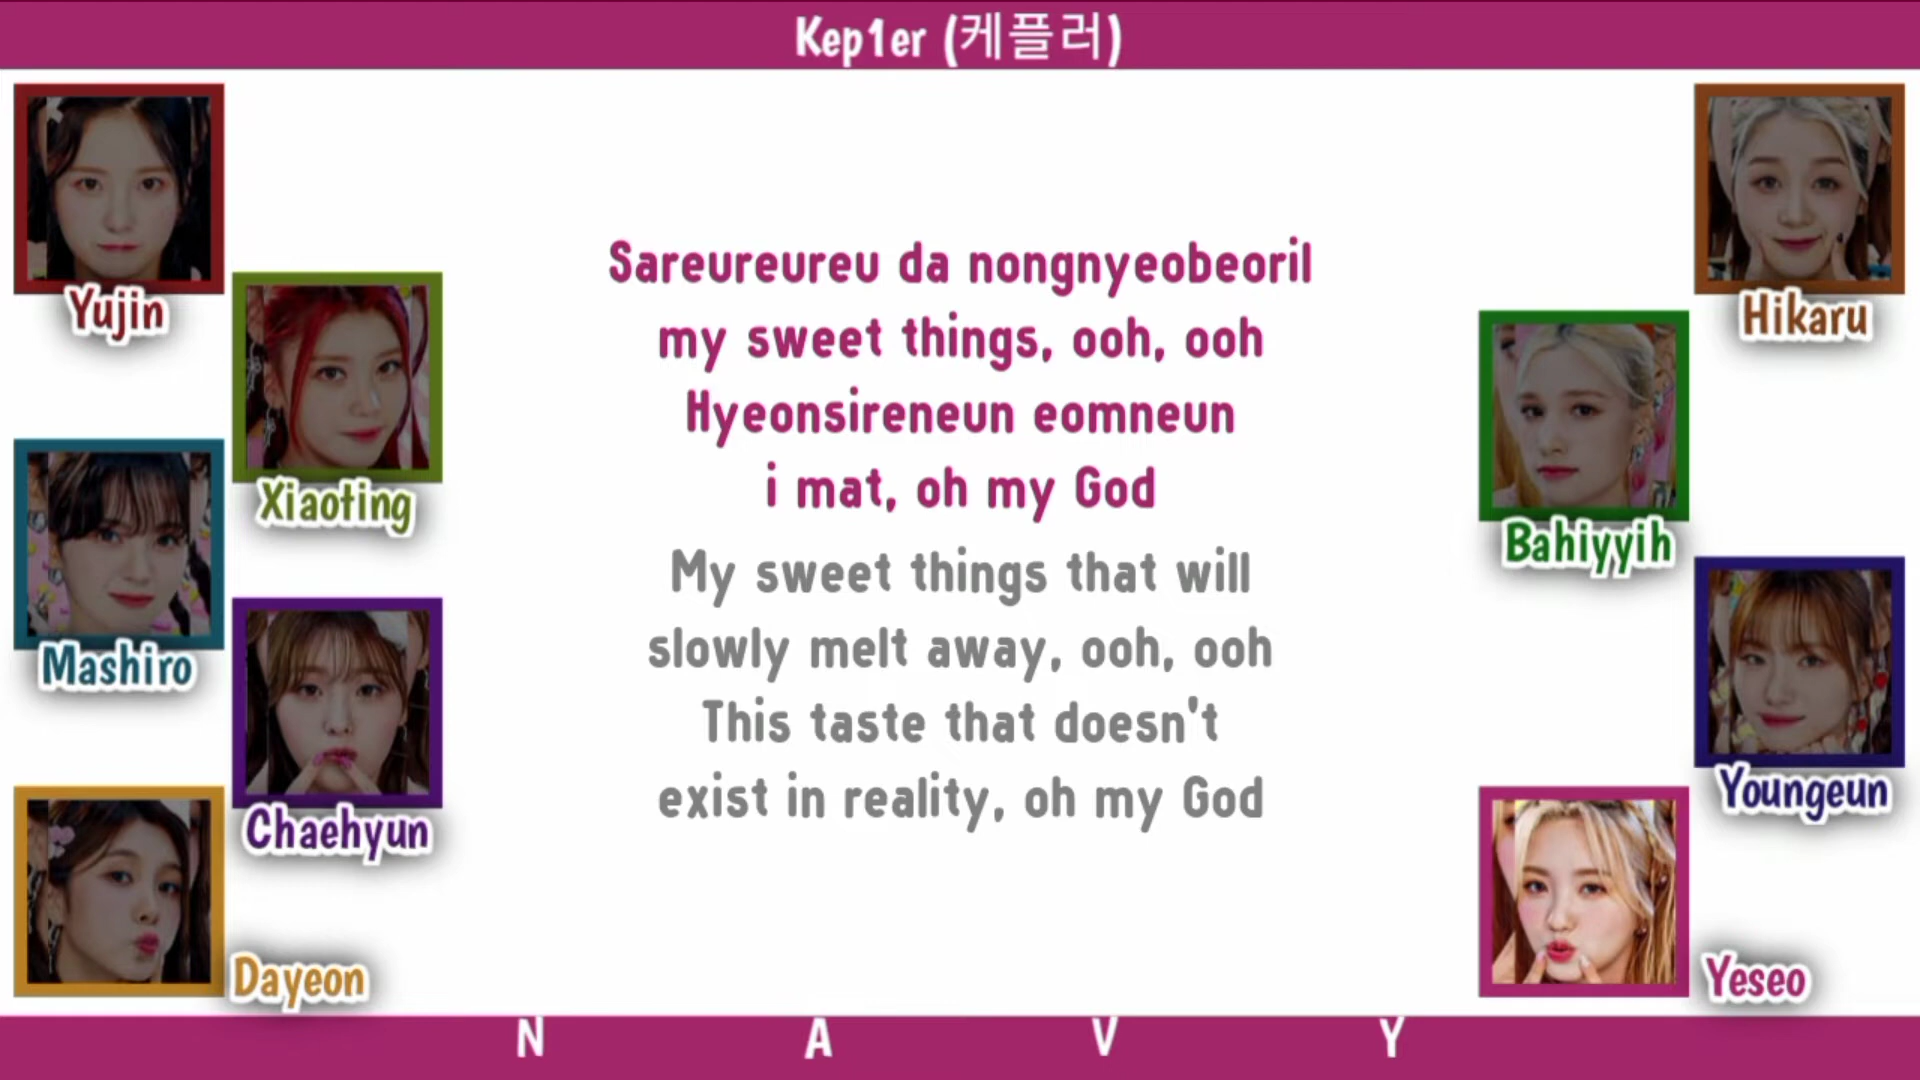 Kep1er (케플러)
Yujin
Xiaoting
Mashiro
Chaehyun
Dayeon
Sareureureu da nongnyeobeoril
my sweet things, ooh, ooh
Hyeonsireneun eomneun
i mat, oh my God
My sweet things that will
slowly melt away, ooh, ooh
This taste that doesn't
exist in reality, oh my God
Hikaru
Bahiyyih
Youngeun
Yeseo
N A V Y